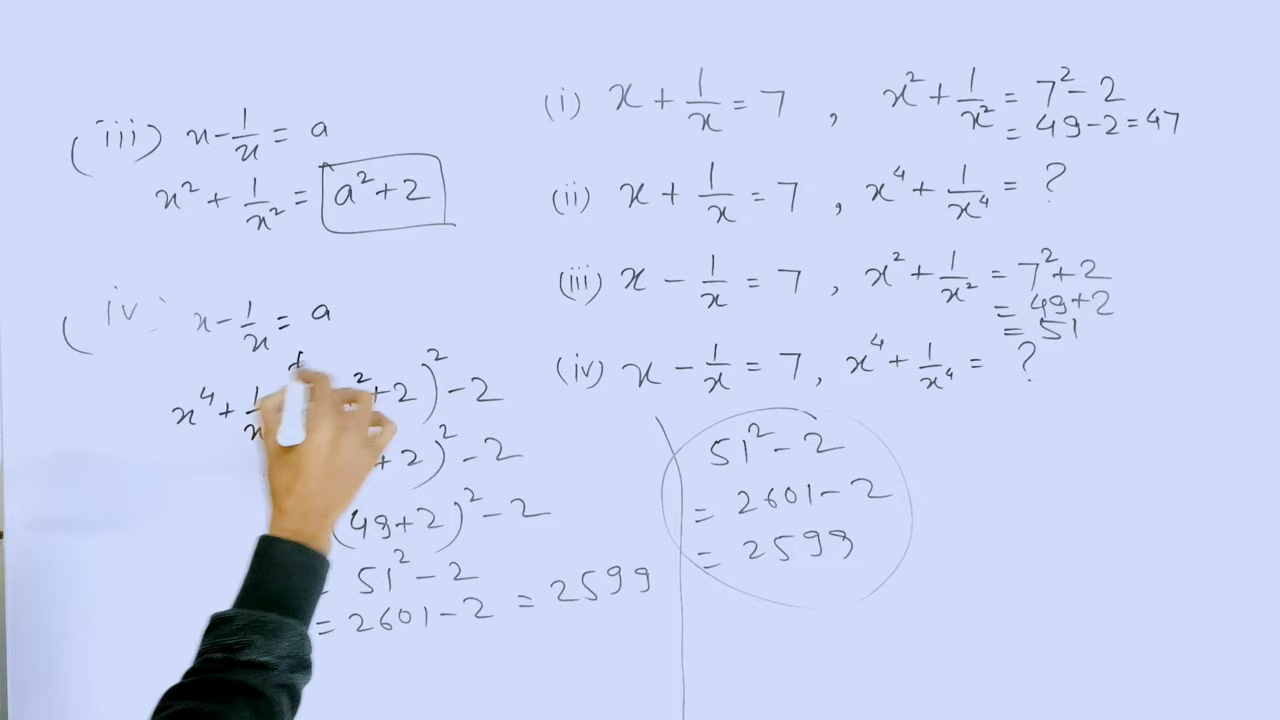 (iii) x - 1/x = a
x² + 1/x² = a² + 2
(iv) x - 1/x = a
x⁴ + 1/x ² + 2)² - 2
+ 2)² - 2
(49 + 2)² - 2
51² - 2
= 2601 - 2 = 2599
(i) x + 1/x = 7 , x² + 1/x² = 7² - 2
= 49 - 2 = 47
(ii) x + 1/x = 7 , x⁴ + 1/x⁴ = ?
(iii) x - 1/x = 7 , x² + 1/x² = 7² + 2
= 49 + 2
= 51
(iv) x - 1/x = 7 , x⁴ + 1/x⁴ = ?
51² - 2
= 2601 - 2
= 2599